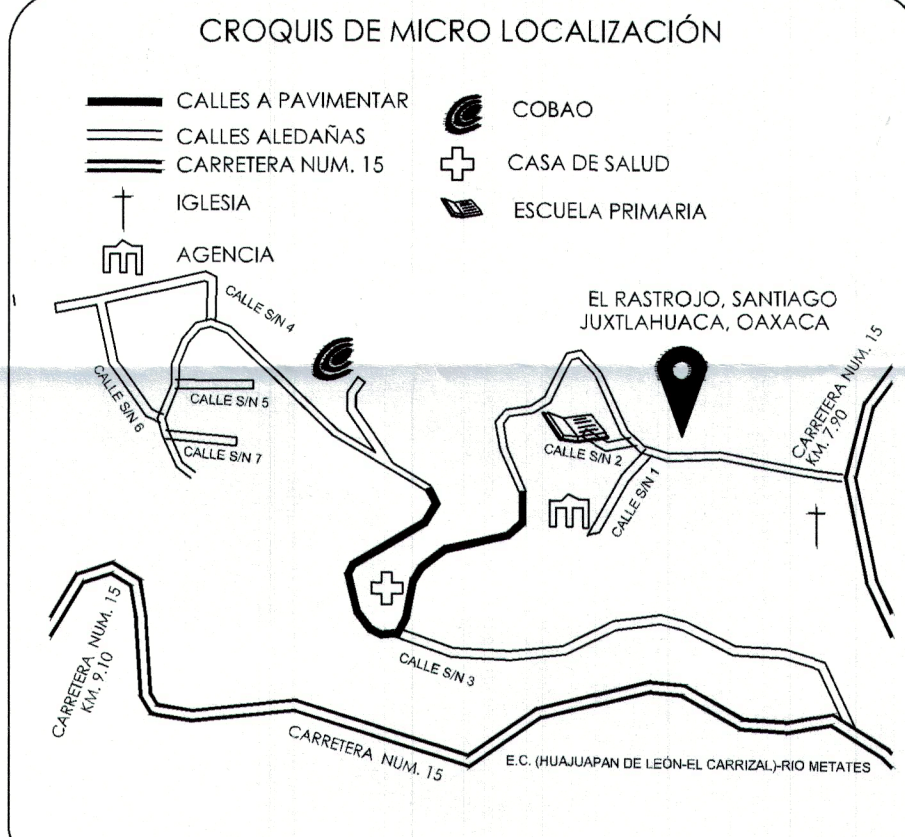 CROQUIS DE MICRO LOCALIZACIÓN
CALLES A PAVIMENTAR
CALLES ALEDAÑAS
CARRETERA NUM. 15
IGLESIA
AGENCIA
COBAO
CASA DE SALUD
ESCUELA PRIMARIA
EL RASTROJO, SANTIAGO
JUXTLAHUACA, OAXACA
CALLE S/N 4
CARRETERA NUM. 15
KM. 7.90
CALLE S/N 6
CALLE S/N 5
CALLE S/N 7
CALLE S/N 2
CALLE S/N 1
CARRETERA NUM. 15
KM. 9.10
CALLE S/N 3
CARRETERA NUM. 15
E.C. (HUAJUAPAN DE LEÓN-EL CARRIZAL)-RIO METATES